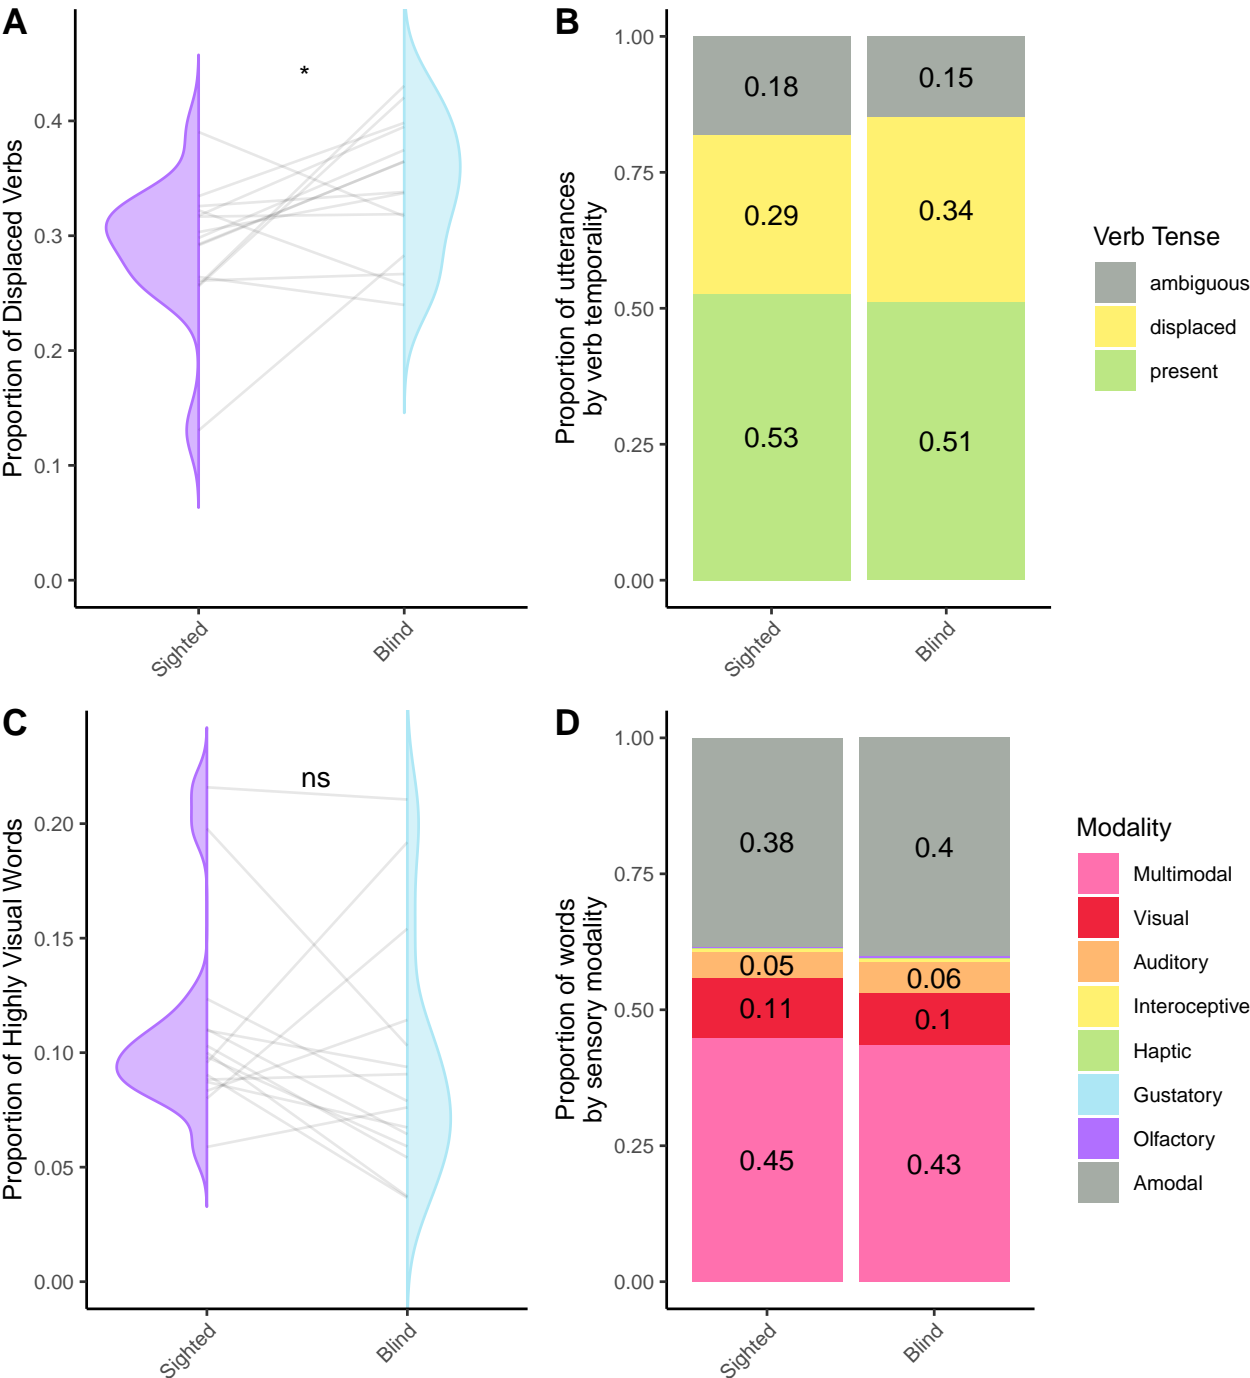 A
Proportion of Displaced Verbs
0.4
0.3
0.2
0.1
0.0
*
Sighted
Blind
B
Proportion of utterances
by verb temporality
1.00
0.75
0.50
0.25
0.00
0.18
0.15
0.29
0.34
0.53
0.51
Sighted
Blind
Verb Tense
ambiguous
displaced
present
C
Proportion of Highly Visual Words
0.20
0.15
0.10
0.05
0.00
ns
Sighted
Blind
D
Proportion of words
by sensory modality
1.00
0.75
0.50
0.25
0.00
0.38
0.4
0.05
0.06
0.11
0.1
0.45
0.43
Sighted
Blind
Modality
Multimodal
Visual
Auditory
Interoceptive
Haptic
Gustatory
Olfactory
Amodal